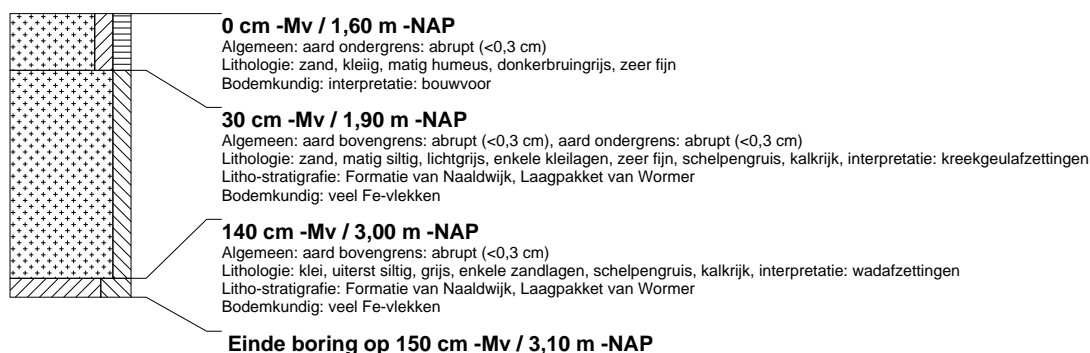 0 cm -Mv / 1,60 m -NAP
Algemeen: aard ondergrens: abrupt (<0,3 cm)
Lithologie: zand, kleiig, matig humeus, donkerbruingrijs, zeer fijn
Bodemkundig: interpretatie: bouwvoor
30 cm -Mv / 1,90 m -NAP
Algemeen: aard bovengrens: abrupt (<0,3 cm), aard ondergrens: abrupt (<0,3 cm)
Lithologie: zand, matig siltig, lichtgrijs, enkele kleilagen, zeer fijn, schelpengruis, kalkrijk, interpretatie: kreekgeulafzettingen
Litho-stratigrafie: Formatie van Naaldwijk, Laagpakket van Wormer
Bodemkundig: veel Fe-vlekken
140 cm -Mv / 3,00 m -NAP
Algemeen: aard bovengrens: abrupt (<0,3 cm)
Lithologie: klei, uiterst siltig, grijs, enkele zandlagen, schelpengruis, kalkrijk, interpretatie: wadafzettingen
Litho-stratigrafie: Formatie van Naaldwijk, Laagpakket van Wormer
Bodemkundig: veel Fe-vlekken
Einde boring op 150 cm -Mv / 3,10 m -NAP